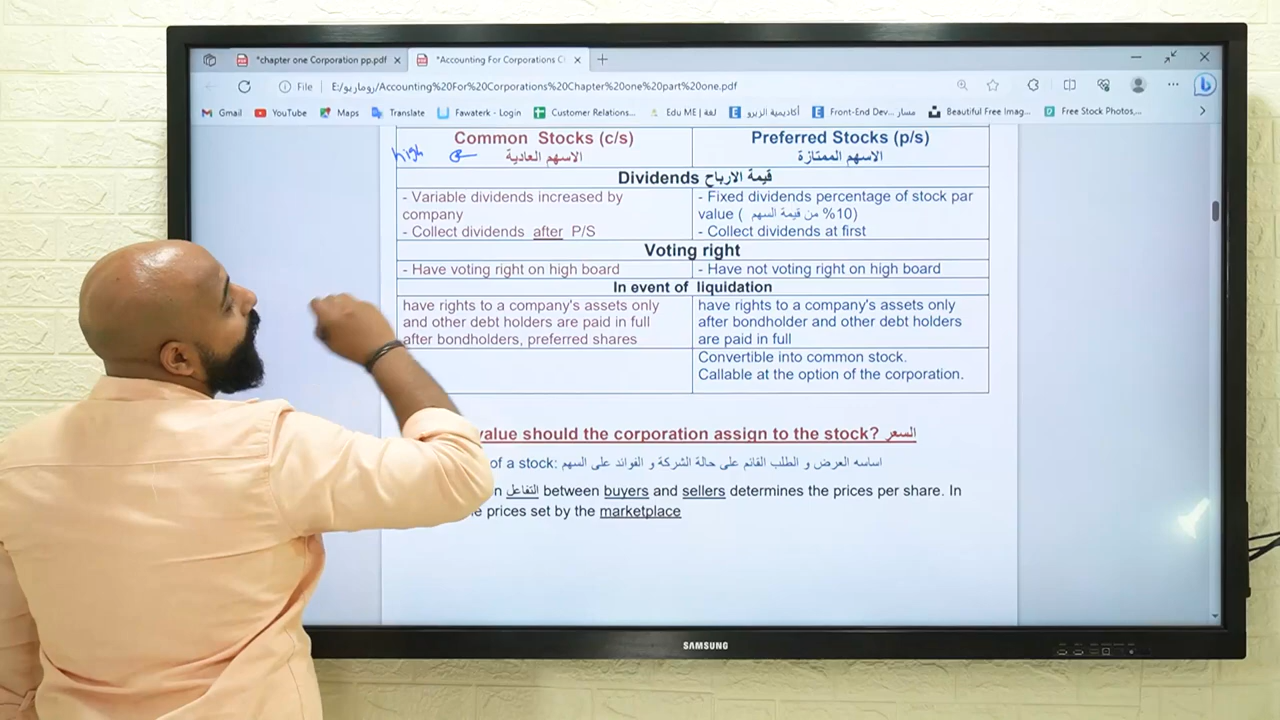 *chapter one Corporation pp.pdf
*Accounting For Corporations C
File
E:/روماريو/Accounting%20For%20Corporations%20Chapter%20one%20part%20one.pdf
Gmail
YouTube
Maps
Translate
Fawaterk - Login
Customer Relations...
Edu ME | لغة
أكاديمية الزيرو
Front-End Dev... مسار
Beautiful Free Imag...
Free Stock Photos,...
Common Stocks (c/s)
Preferred Stocks (p/s)
high
الاسهم العادية
الاسهم الممتازة
Dividends قيمة الارباح
- Variable dividends increased by
company
- Collect dividends after P/S
- Fixed dividends percentage of stock par
value ( 10% من قيمة السهم)
- Collect dividends at first
Voting right
- Have voting right on high board
- Have not voting right on high board
In event of liquidation
have rights to a company's assets only
and other debt holders are paid in full
after bondholders, preferred shares
have rights to a company's assets only
after bondholder and other debt holders
are paid in full
Convertible into common stock.
Callable at the option of the corporation.
value should the corporation assign to the stock? السعر
of a stock: اساسه العرض و الطلب القائم على حالة الشركة و الفوائد على السهم
n التفاعل between buyers and sellers determines the prices per share. In
e prices set by the marketplace
SAMSUNG